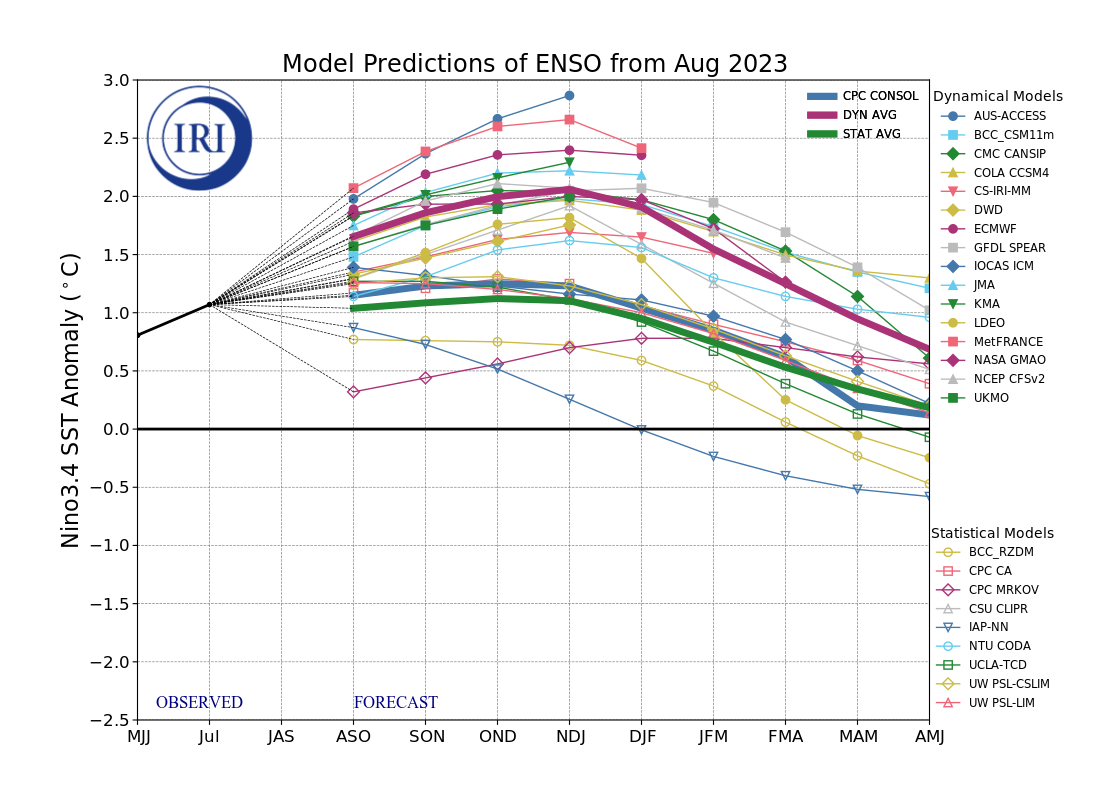 Model Predictions of ENSO from Aug 2023
IRI
CPC CONSOL
DYN AVG
STAT AVG
Nino3.4 SST Anomaly (°C)
3.0
2.5
2.0
1.5
1.0
0.5
0.0
−0.5
−1.0
−1.5
−2.0
−2.5
OBSERVED
FORECAST
MJJ Jul JAS ASO SON OND NDJ DJF JFM FMA MAM AMJ
Dynamical Models
AUS-ACCESS
BCC_CSM11m
CMC CANSIP
COLA CCSM4
CS-IRI-MM
DWD
ECMWF
GFDL SPEAR
IOCAS ICM
JMA
KMA
LDEO
MetFRANCE
NASA GMAO
NCEP CFSv2
UKMO
Statistical Models
BCC_RZDM
CPC CA
CPC MRKOV
CSU CLIPR
IAP-NN
NTU CODA
UCLA-TCD
UW PSL-CSLIM
UW PSL-LIM